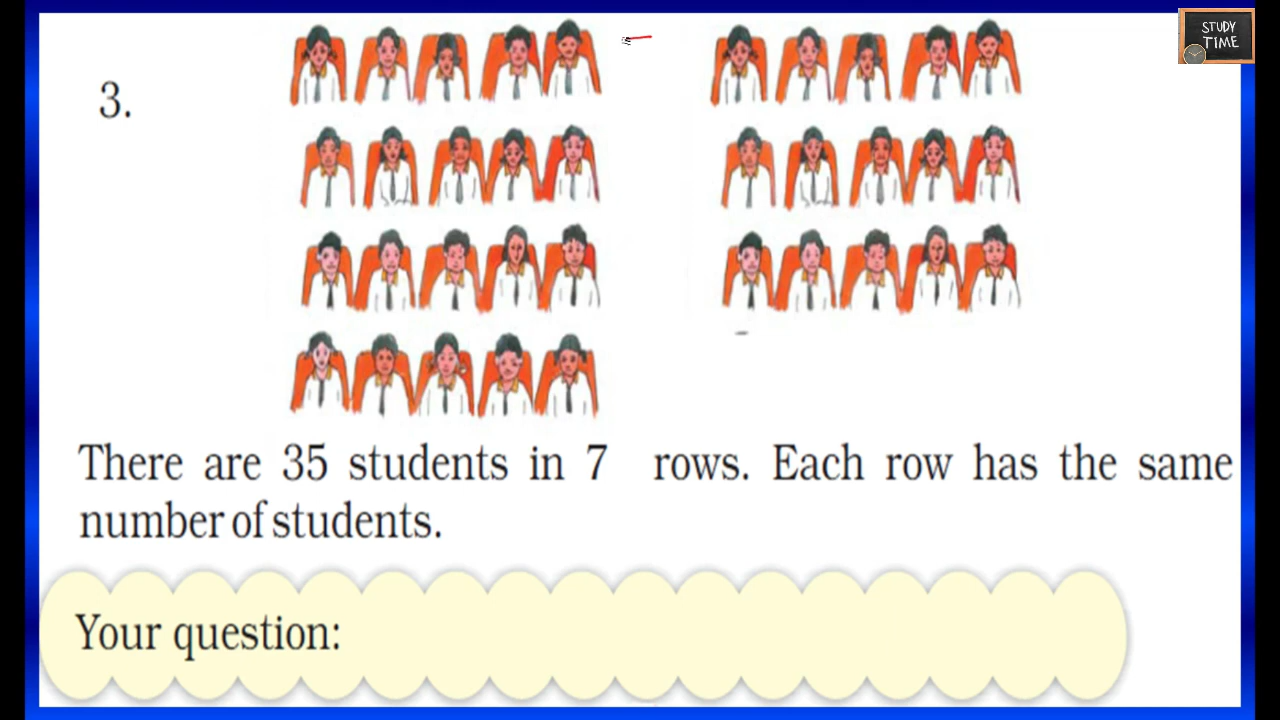 STUDY
TIME
3.
There are 35 students in 7 rows. Each row has the same
number of students.
Your question: